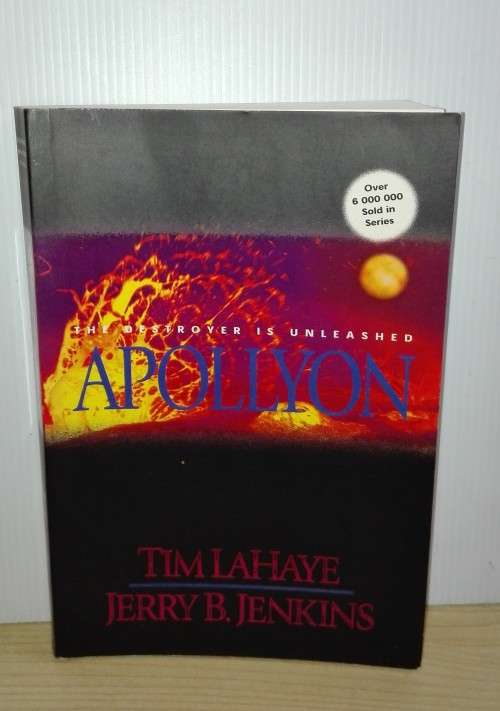 Over
6 000 000
Sold in
Series
THE DESTROYER IS UNLEASHED
APOLLYON
TIM LAHAYE
JERRY B. JENKINS